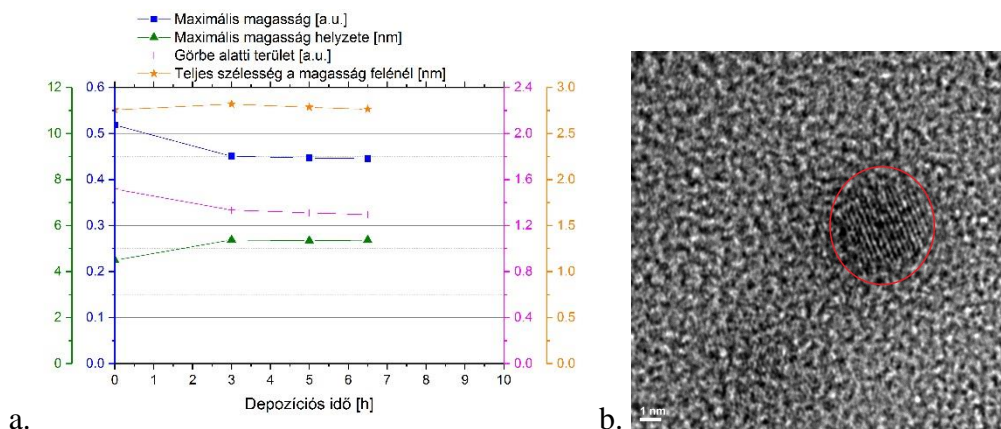 Maximális magasság [a.u.]
Maximális magasság helyzete [nm]
Görbe alatti terület [a.u.]
Teljes szélesség a magasság felénél [nm]
12 0.6 2.4 3.0
10 0.5 2.0 2.5
8 0.4 1.6 2.0
6 0.3 1.2 1.5
4 0.2 0.8 1.0
2 0.1 0.4 0.5
0 0.0 0.0 0.0
0 1 2 3 4 5 6 7 8 9 10
Depozíciós idő [h]
a.
1 nm
b.